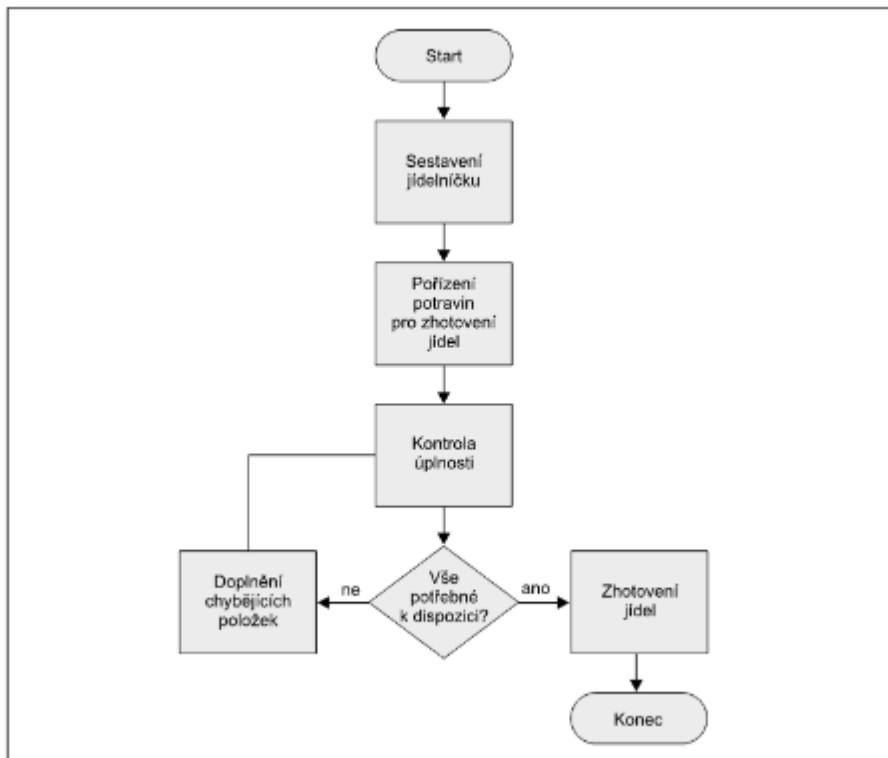 Start
Sestavení
jídelníčku
Pořízení
potravin
pro zhotovení
jídel
Kontrola
úplnosti
Doplnění
chybějících
položek
ne
Vše
potřebné
k dispozici?
ano
Zhotovení
jídel
Konec